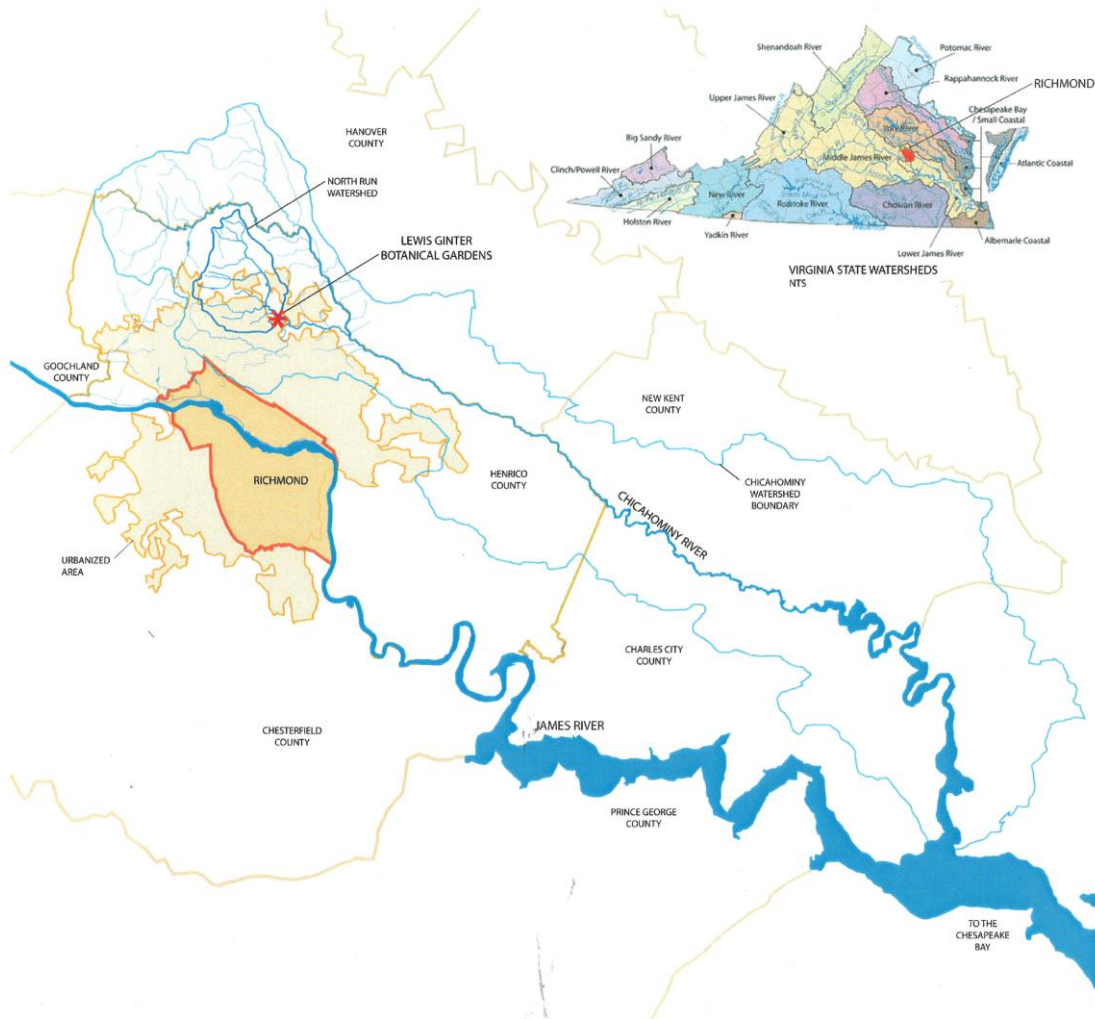 Shenandoah River
Potomac River
Rappahannock River
RICHMOND
Upper James River
Chesapeake Bay
/ Small Coastal
York River
Big Sandy River
Middle James River
Atlantic Coastal
Clinch/Powell River
New River
Roanoke River
Chowan River
Holston River
Yadkin River
Albemarle Coastal
Lower James River
VIRGINIA STATE WATERSHEDS
NTS
HANOVER
COUNTY
NORTH RUN
WATERSHED
LEWIS GINTER
BOTANICAL GARDENS
GOOCHLAND
COUNTY
NEW KENT
COUNTY
RICHMOND
HENRICO
COUNTY
CHICAHOMINY
WATERSHED
BOUNDARY
CHICAHOMINY RIVER
URBANIZED
AREA
CHARLES CITY
COUNTY
CHESTERFIELD
COUNTY
JAMES RIVER
PRINCE GEORGE
COUNTY
TO THE
CHESAPEAKE
BAY